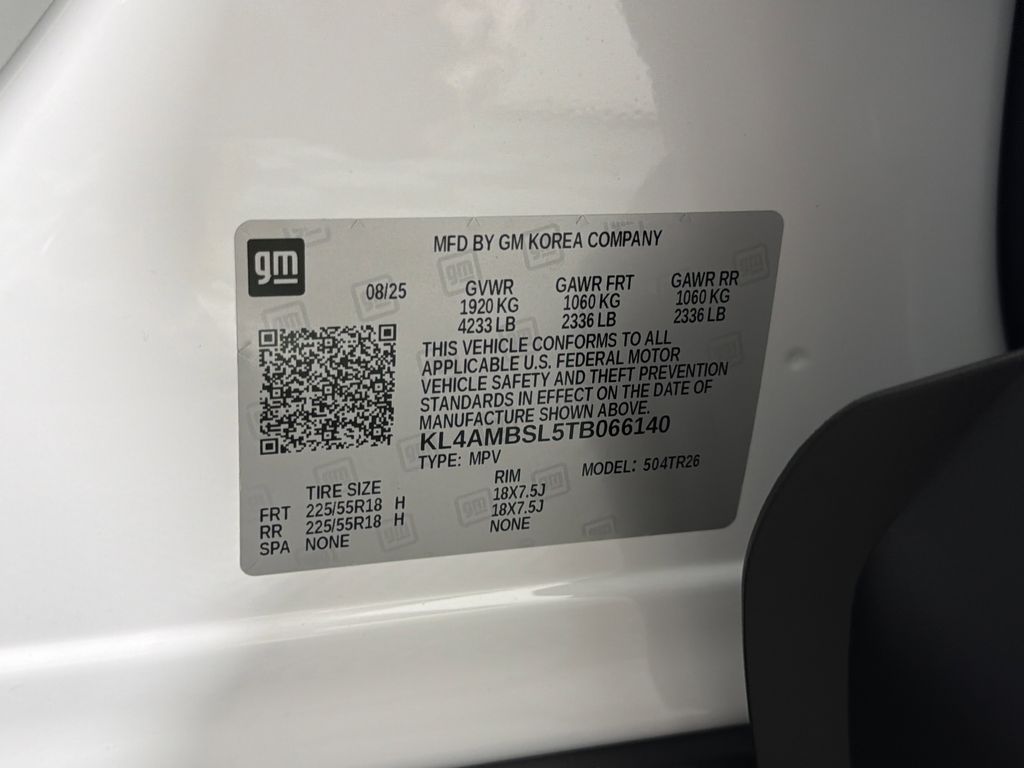 gm
MFD BY GM KOREA COMPANY
08/25
GVWR GAWR FRT GAWR RR
1920 KG 1060 KG 1060 KG
4233 LB 2336 LB 2336 LB
THIS VEHICLE CONFORMS TO ALL
APPLICABLE U.S. FEDERAL MOTOR
VEHICLE SAFETY AND THEFT PREVENTION
STANDARDS IN EFFECT ON THE DATE OF
MANUFACTURE SHOWN ABOVE.
KL4AMBSL5TB066140
TYPE: MPV MODEL: 504TR26
TIRE SIZE RIM
FRT 225/55R18 H 18X7.5J
RR 225/55R18 H 18X7.5J
SPA NONE NONE